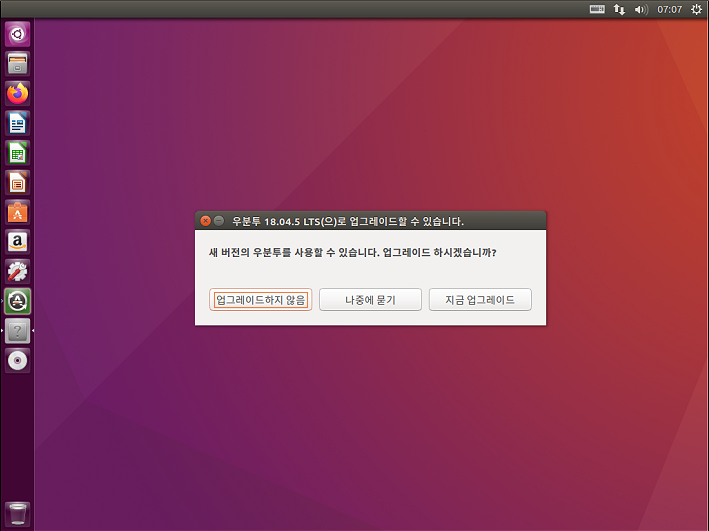 07:07
우분투 18.04.5 LTS(으)로 업그레이드할 수 있습니다.
새 버전의 우분투를 사용할 수 있습니다. 업그레이드 하시겠습니까?
업그레이드하지 않음 나중에 묻기 지금 업그레이드